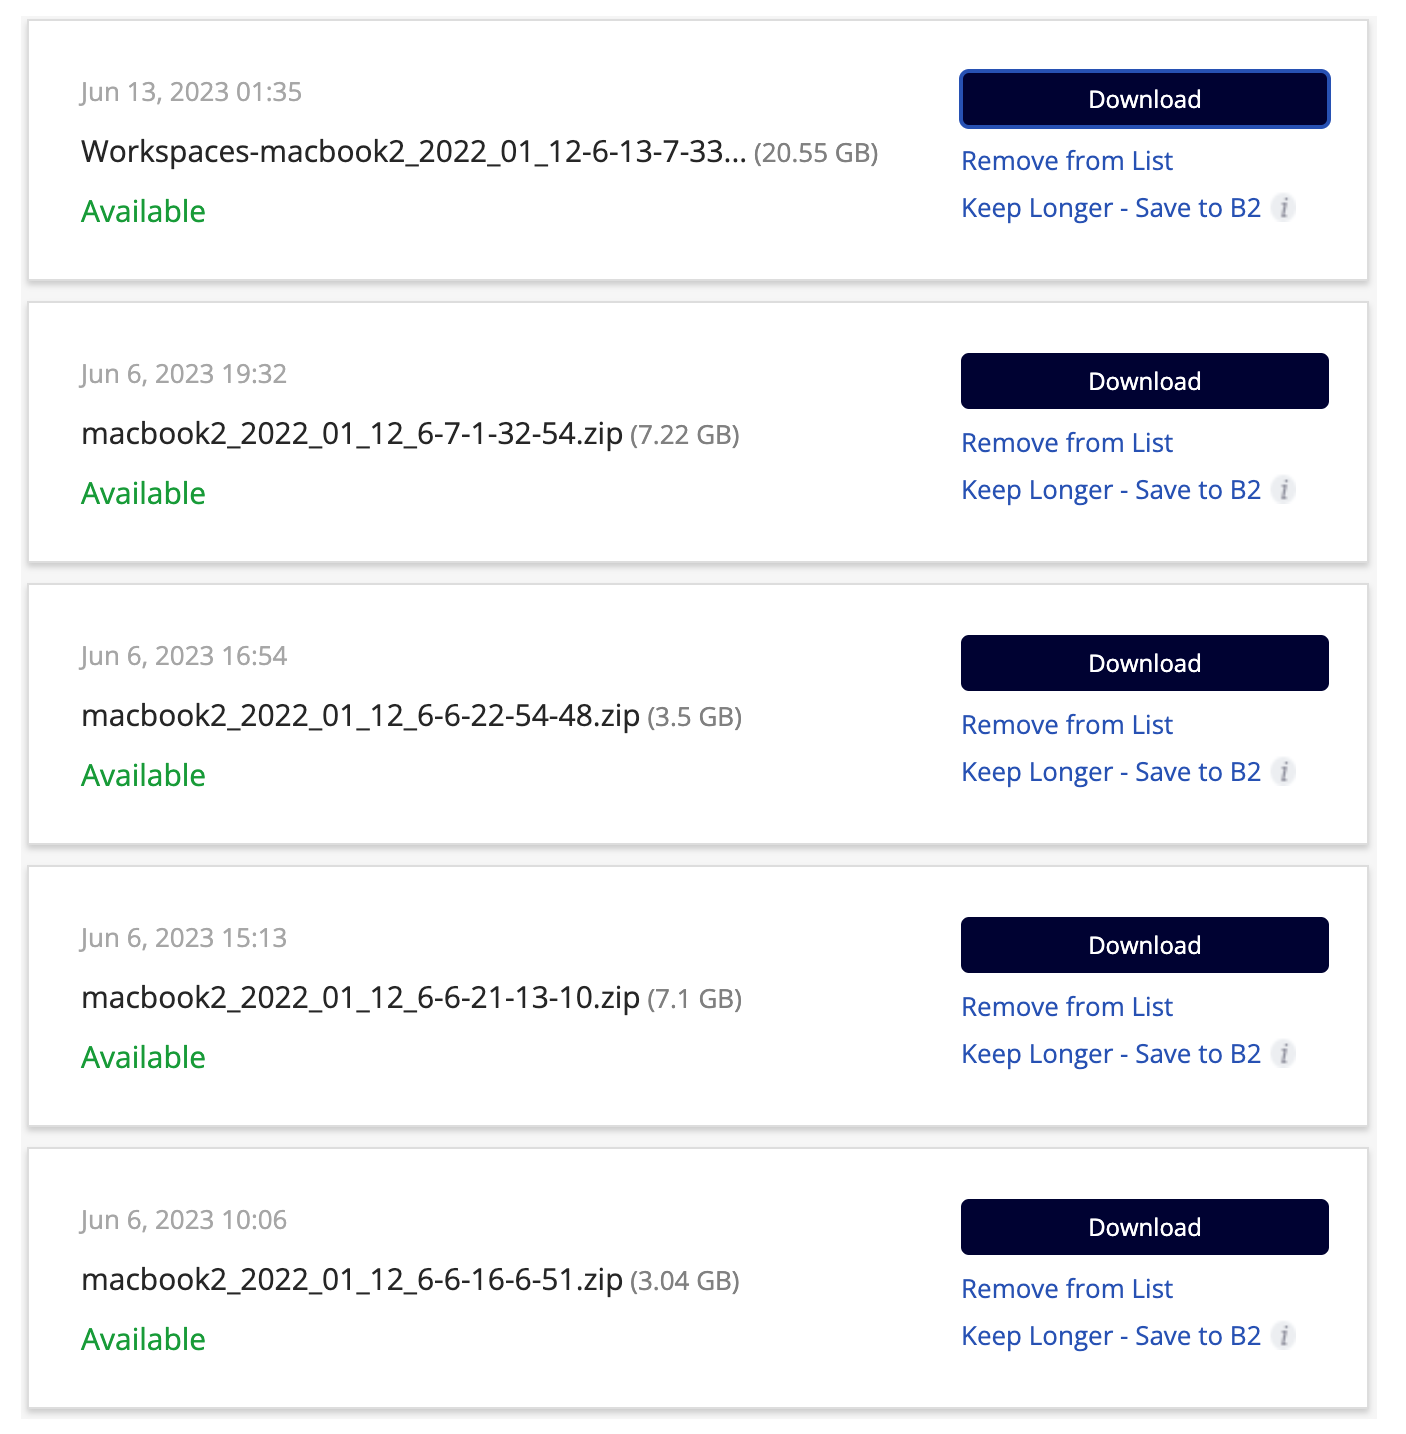 Jun 13, 2023 01:35
Workspaces-macbook2_2022_01_12-6-13-7-33... (20.55 GB)
Available
Download
Remove from List
Keep Longer - Save to B2 i
Jun 6, 2023 19:32
macbook2_2022_01_12_6-7-1-32-54.zip (7.22 GB)
Available
Download
Remove from List
Keep Longer - Save to B2 i
Jun 6, 2023 16:54
macbook2_2022_01_12_6-6-22-54-48.zip (3.5 GB)
Available
Download
Remove from List
Keep Longer - Save to B2 i
Jun 6, 2023 15:13
macbook2_2022_01_12_6-6-21-13-10.zip (7.1 GB)
Available
Download
Remove from List
Keep Longer - Save to B2 i
Jun 6, 2023 10:06
macbook2_2022_01_12_6-6-16-6-51.zip (3.04 GB)
Available
Download
Remove from List
Keep Longer - Save to B2 i